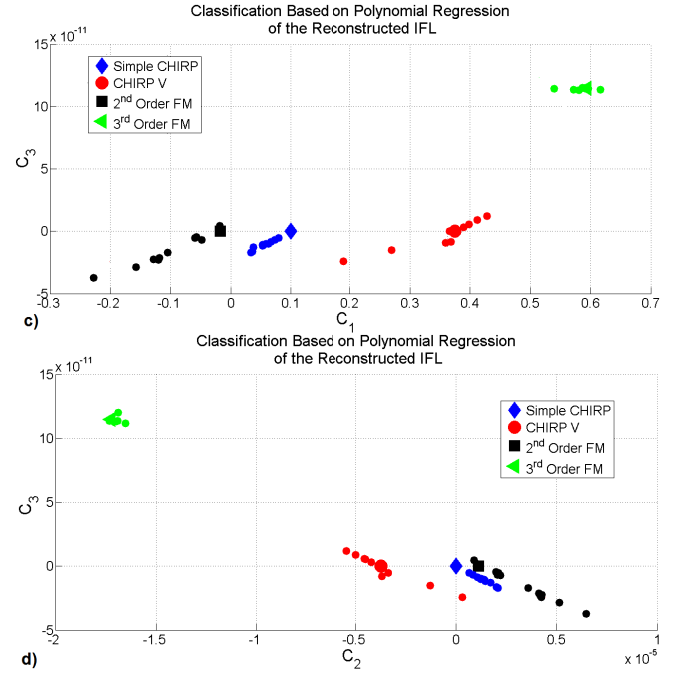 Classification Based on Polynomial Regression
of the Reconstructed IFL
x 10⁻¹¹
15
10
5
0
-5
C₃
Simple CHIRP
CHIRP V
2ⁿᵈ Order FM
3ʳᵈ Order FM
-0.3 -0.2 -0.1 0 0.1 0.2 0.3 0.4 0.5 0.6 0.7
c) C₁
Classification Based on Polynomial Regression
of the Reconstructed IFL
x 10⁻¹¹
15
10
5
0
-5
C₃
Simple CHIRP
CHIRP V
2ⁿᵈ Order FM
3ʳᵈ Order FM
-2 -1.5 -1 -0.5 0 0.5 1
d) C₂ x 10⁻⁵